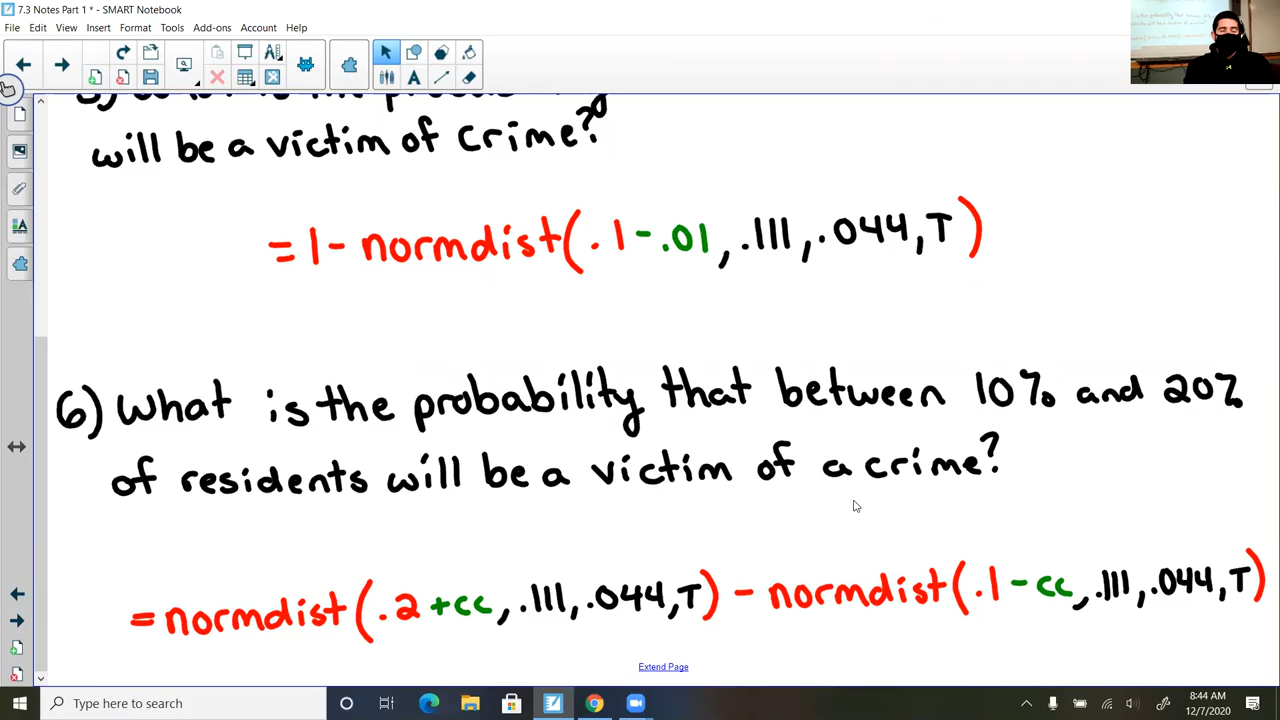 7.3 Notes Part 1 * - SMART Notebook
File Edit View Insert Format Tools Add-ons Account Help
will be a victim of crime?
= 1 - normdist(.1 - .01, .111, .044, T)
6) What is the probability that between 10% and 20%
of residents will be a victim of a crime?
= normdist(.2 + cc, .111, .044, T) - normdist(.1 - cc, .111, .044, T)
Extend Page
Type here to search
8:44 AM
12/7/2020